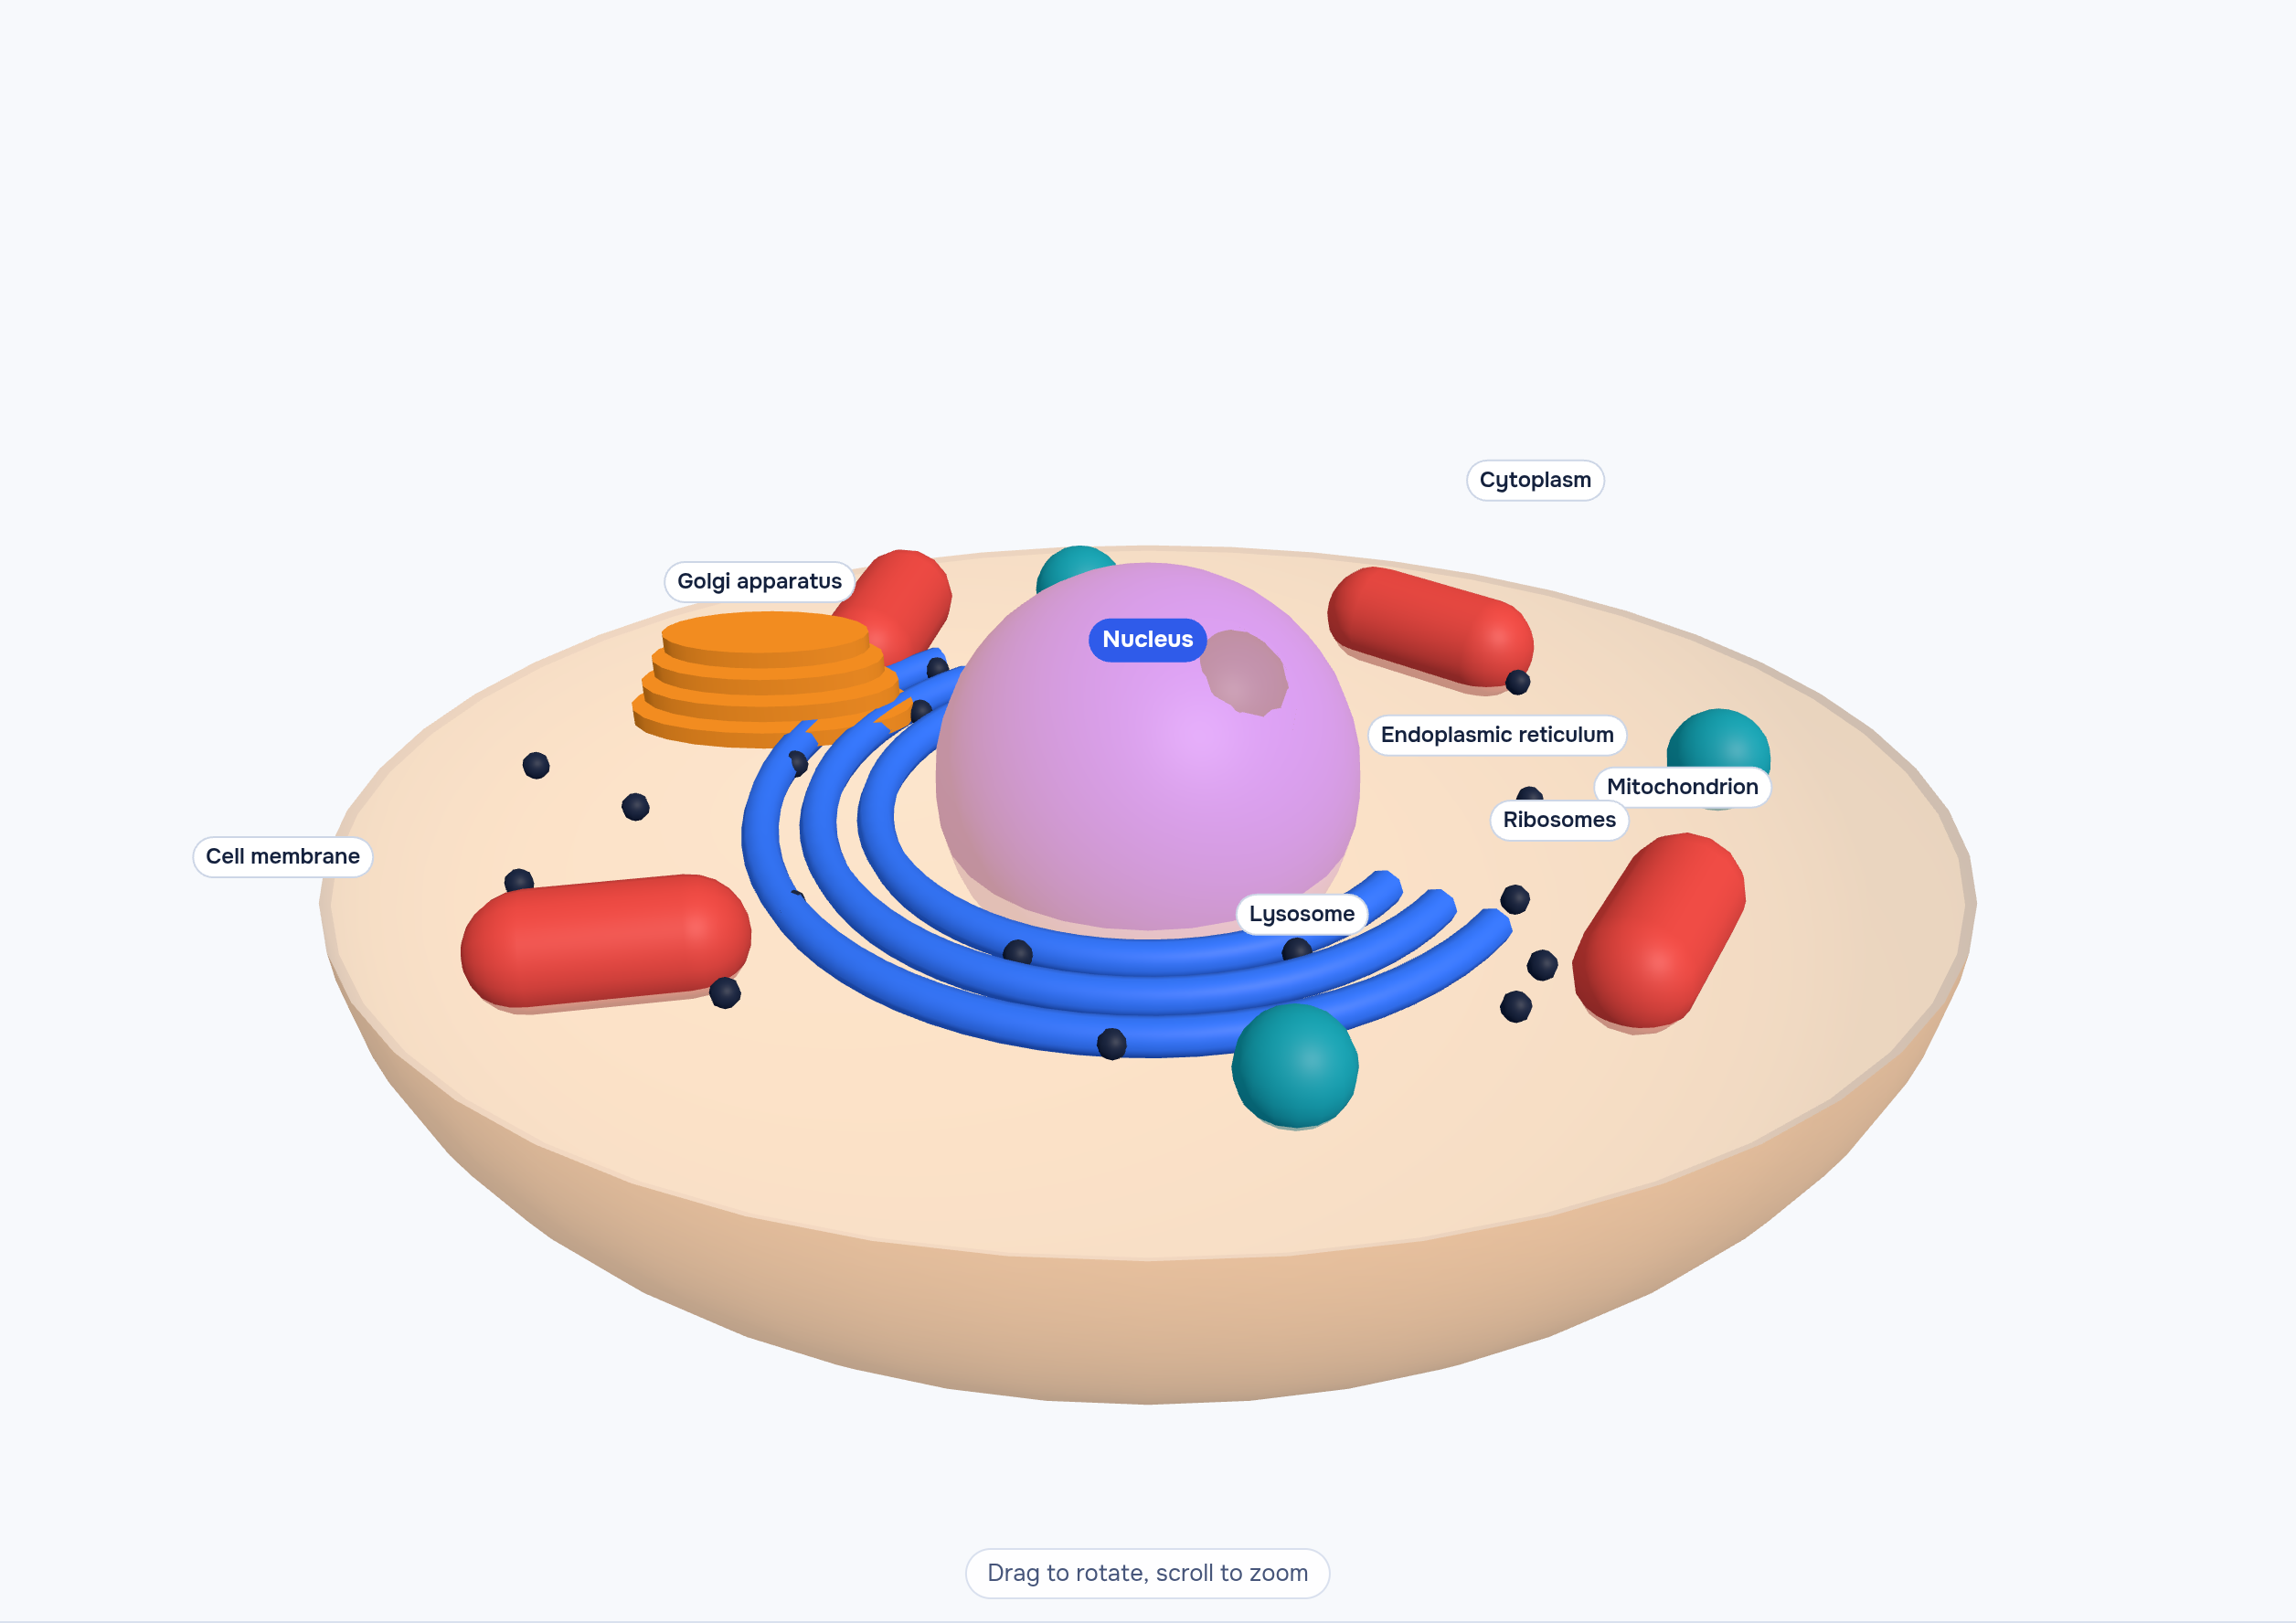 Cytoplasm
Golgi apparatus
Nucleus
Endoplasmic reticulum
Mitochondrion
Ribosomes
Cell membrane
Lysosome
Drag to rotate, scroll to zoom